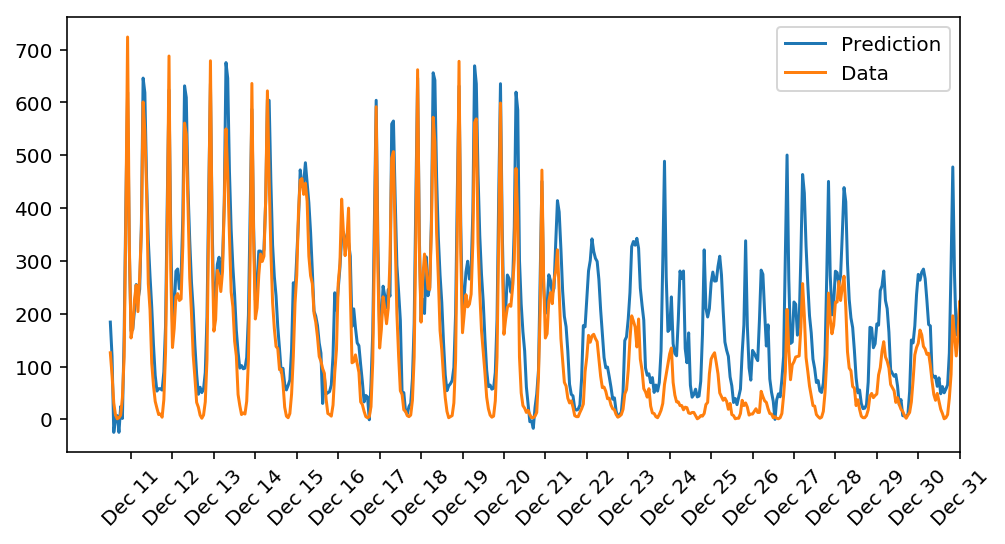 Prediction
Data
700
600
500
400
300
200
100
0
Dec 11
Dec 12
Dec 13
Dec 14
Dec 15
Dec 16
Dec 17
Dec 18
Dec 19
Dec 20
Dec 21
Dec 22
Dec 23
Dec 24
Dec 25
Dec 26
Dec 27
Dec 28
Dec 29
Dec 30
Dec 31